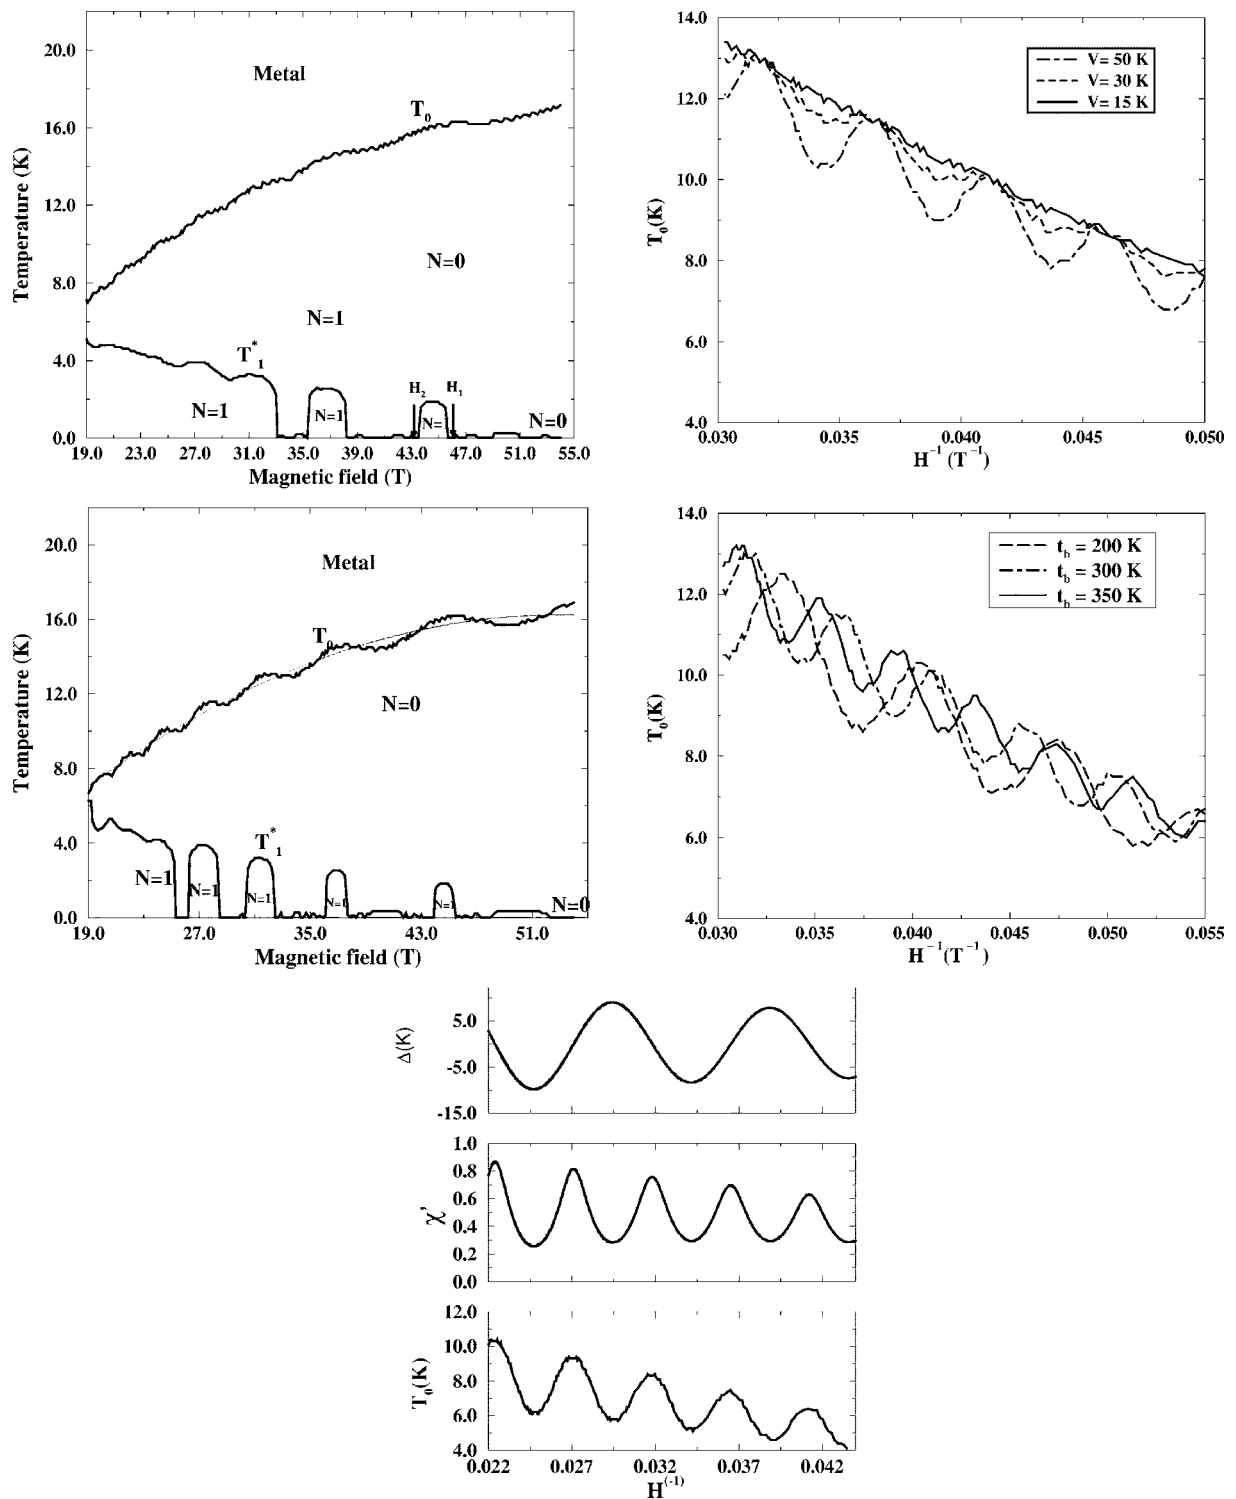 20.0
16.0
12.0
8.0
4.0
0.0
Temperature (K)
Metal
T0
N=0
N=1
T*1
H2 H1
N=1 N=1 N=1 N=0
19.0 23.0 27.0 31.0 35.0 39.0 43.0 47.0 51.0 55.0
Magnetic field (T)
14.0
12.0
10.0
8.0
6.0
4.0
T0(K)
V= 50 K
V= 30 K
V= 15 K
0.030 0.035 0.040 0.045 0.050
H−1 (T−1)
20.0
16.0
12.0
8.0
4.0
0.0
Temperature (K)
Metal
T0
N=0
T*1
N=1 N=1 N=1 N=1 N=1 N=0
19.0 27.0 35.0 43.0 51.0
Magnetic field (T)
14.0
12.0
10.0
8.0
6.0
4.0
T0(K)
tb = 200 K
tb = 300 K
tb = 350 K
0.030 0.035 0.040 0.045 0.050 0.055
H−1(T−1)
5.0
-5.0
-15.0
Δ(K)
1.0
0.8
0.6
0.4
0.2
0.0
χ'
12.0
10.0
8.0
6.0
4.0
T0(K)
0.022 0.027 0.032 0.037 0.042
H(-1)